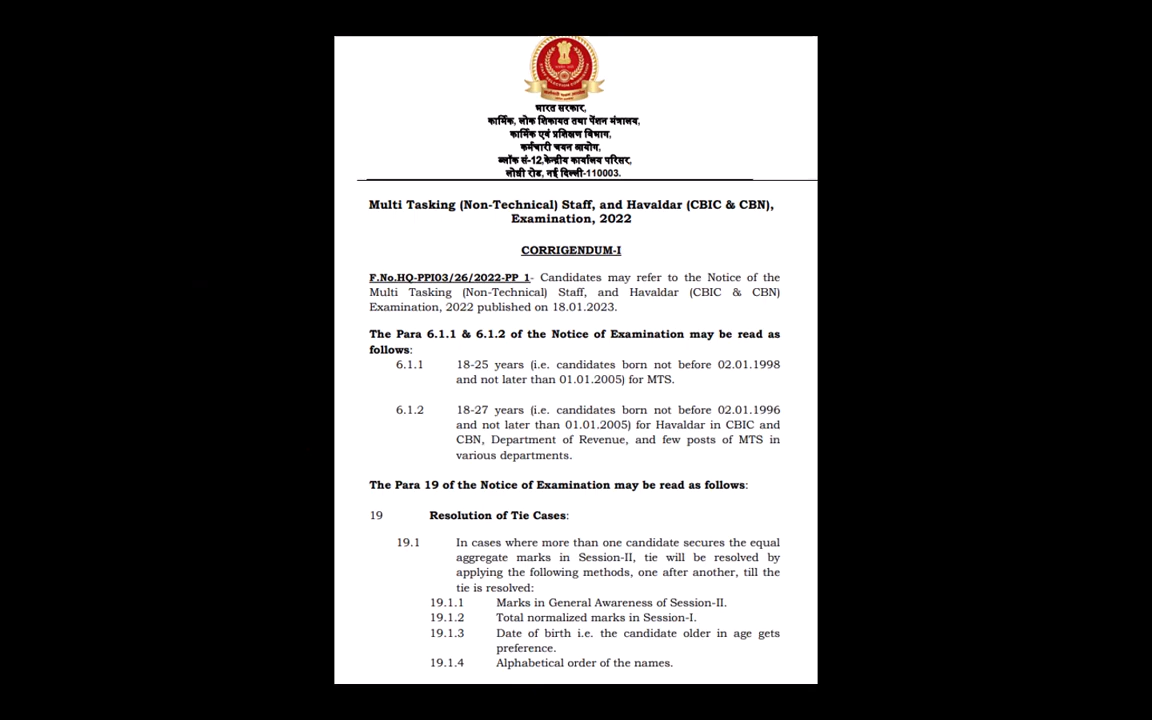 भारत सरकार,
कार्मिक, लोक शिकायत तथा पेंशन मंत्रालय,
कार्मिक एवं प्रशिक्षण विभाग,
कर्मचारी चयन आयोग,
ब्लॉक सं-12,केन्द्रीय कार्यालय परिसर,
लोधी रोड, नई दिल्ली-110003.
Multi Tasking (Non-Technical) Staff, and Havaldar (CBIC & CBN),
Examination, 2022
CORRIGENDUM-I
F.No.HQ-PPI03/26/2022-PP_1- Candidates may refer to the Notice of the
Multi Tasking (Non-Technical) Staff, and Havaldar (CBIC & CBN)
Examination, 2022 published on 18.01.2023.
The Para 6.1.1 & 6.1.2 of the Notice of Examination may be read as
follows:
6.1.1 18-25 years (i.e. candidates born not before 02.01.1998
and not later than 01.01.2005) for MTS.
6.1.2 18-27 years (i.e. candidates born not before 02.01.1996
and not later than 01.01.2005) for Havaldar in CBIC and
CBN, Department of Revenue, and few posts of MTS in
various departments.
The Para 19 of the Notice of Examination may be read as follows:
19 Resolution of Tie Cases:
19.1 In cases where more than one candidate secures the equal
aggregate marks in Session-II, tie will be resolved by
applying the following methods, one after another, till the
tie is resolved:
19.1.1 Marks in General Awareness of Session-II.
19.1.2 Total normalized marks in Session-I.
19.1.3 Date of birth i.e. the candidate older in age gets
preference.
19.1.4 Alphabetical order of the names.